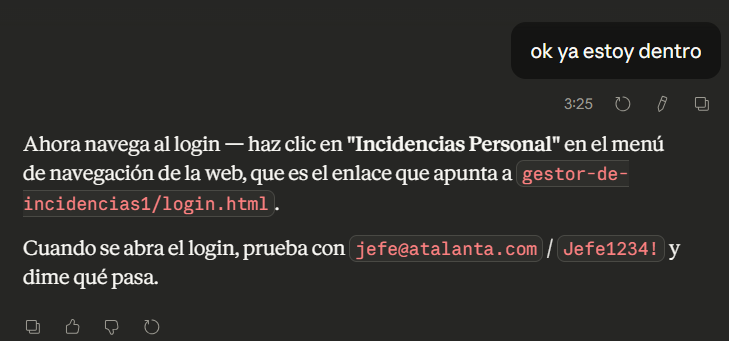 ok ya estoy dentro
3:25
Ahora navega al login — haz clic en "Incidencias Personal" en el menú
de navegación de la web, que es el enlace que apunta a gestor-de-
incidencias1/login.html.
Cuando se abra el login, prueba con jefe@atalanta.com / Jefe1234! y
dime qué pasa.